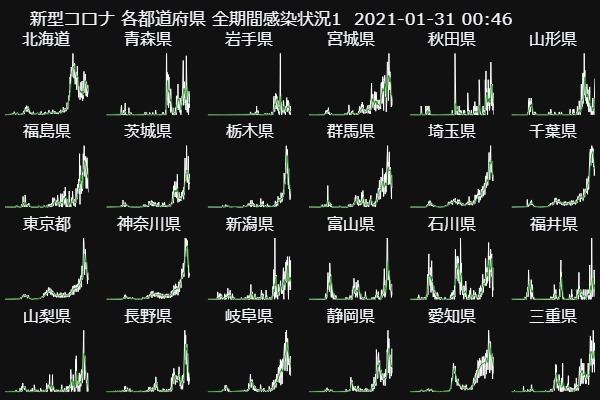 新型コロナ 各都道府県 全期間感染状況1 2021-01-31 00:46
北海道 青森県 岩手県 宮城県 秋田県 山形県
福島県 茨城県 栃木県 群馬県 埼玉県 千葉県
東京都 神奈川県 新潟県 富山県 石川県 福井県
山梨県 長野県 岐阜県 静岡県 愛知県 三重県